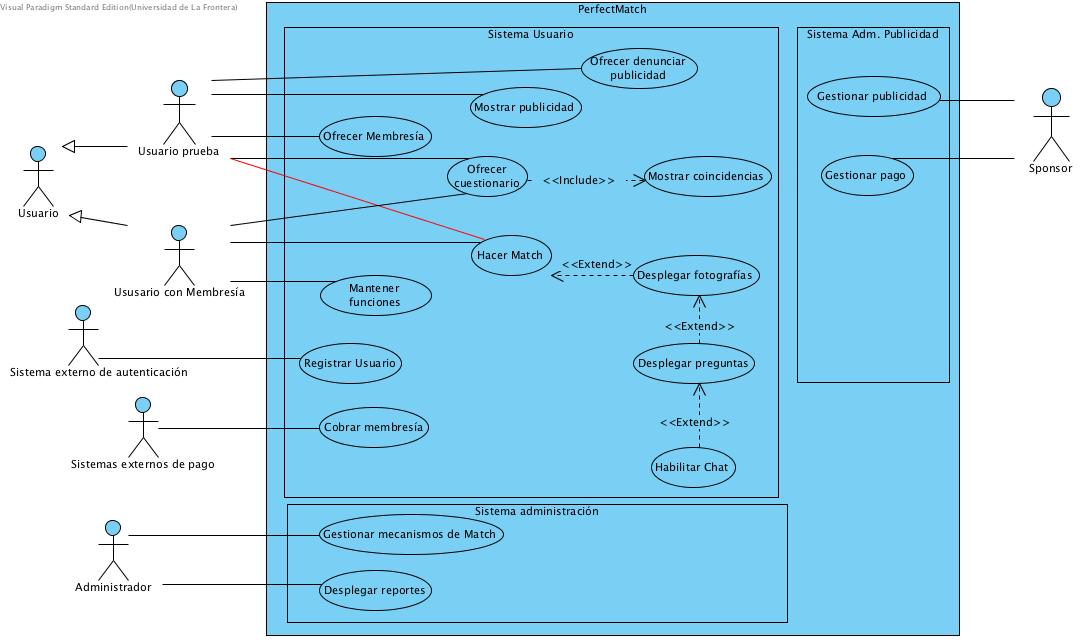 Visual Paradigm Standard Edition(Universidad de La Frontera)
PerfectMatch
Sistema Usuario
Sistema Adm. Publicidad
Ofrecer denunciar
publicidad
Mostrar publicidad
Gestionar publicidad
Ofrecer Membresía
Usuario prueba
Ofrecer
cuestionario
<<Include>>
Mostrar coincidencias
Gestionar pago
Sponsor
Usuario
Hacer Match
<<Extend>>
Desplegar fotografías
Ususario con Membresía
Mantener
funciones
<<Extend>>
Registrar Usuario
Desplegar preguntas
Sistema externo de autenticación
<<Extend>>
Cobrar membresía
Sistemas externos de pago
Habilitar Chat
Sistema administración
Gestionar mecanismos de Match
Administrador
Desplegar reportes